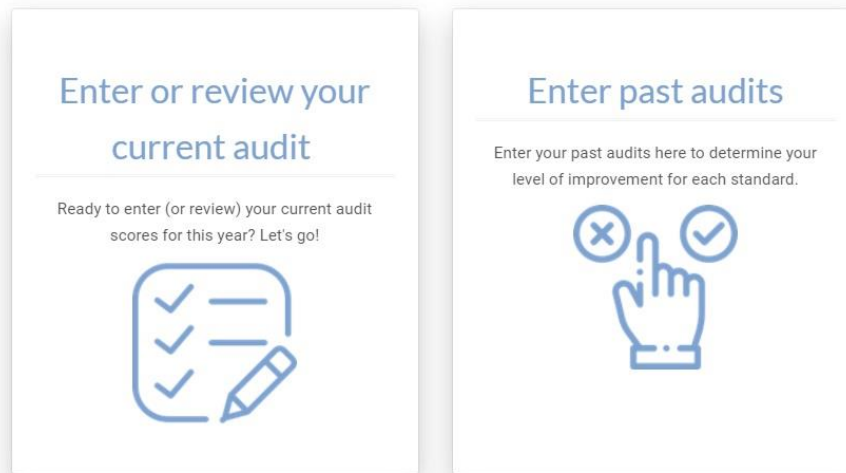 Enter or review your
current audit
Ready to enter (or review) your current audit
scores for this year? Let's go!
Enter past audits
Enter your past audits here to determine your
level of improvement for each standard.